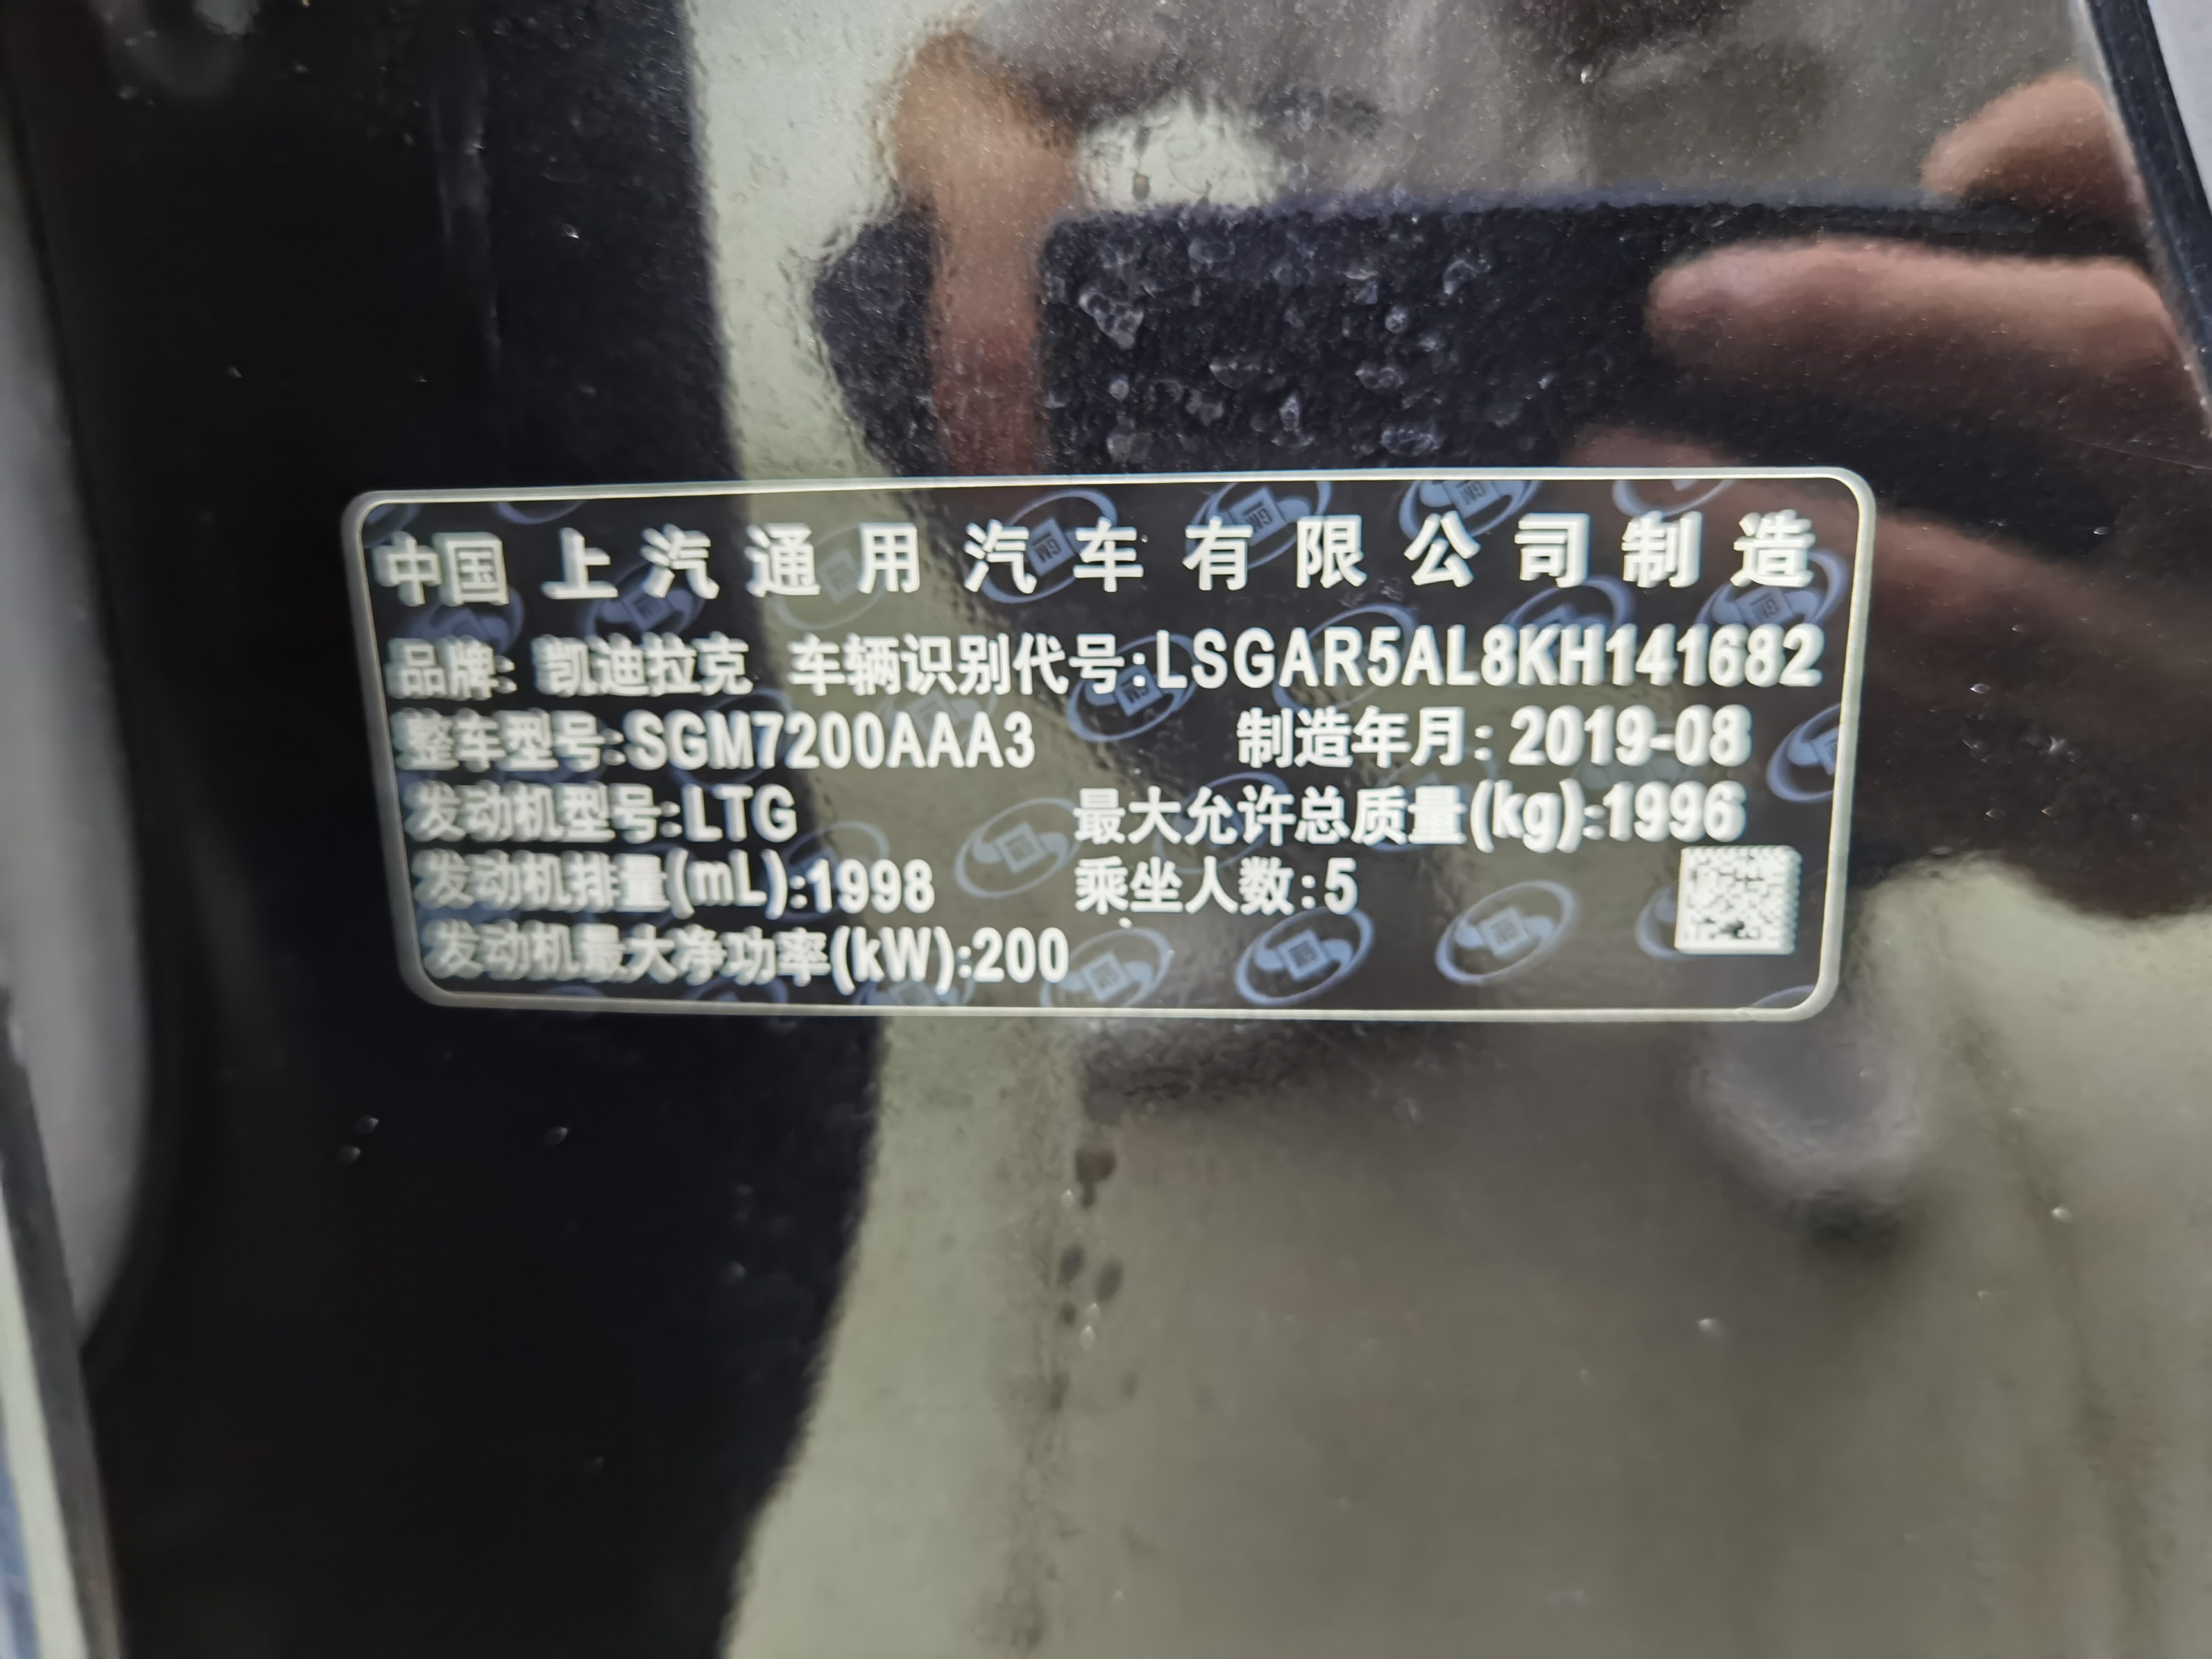 中国上汽通用汽车有限公司制造
品牌: 凯迪拉克 车辆识别代号:LSGAR5AL8KH141682
整车型号:SGM7200AAA3 制造年月: 2019-08
发动机型号:LTG 最大允许总质量(kg):1996
发动机排量(mL):1998 乘坐人数:5
发动机最大净功率(kW):200